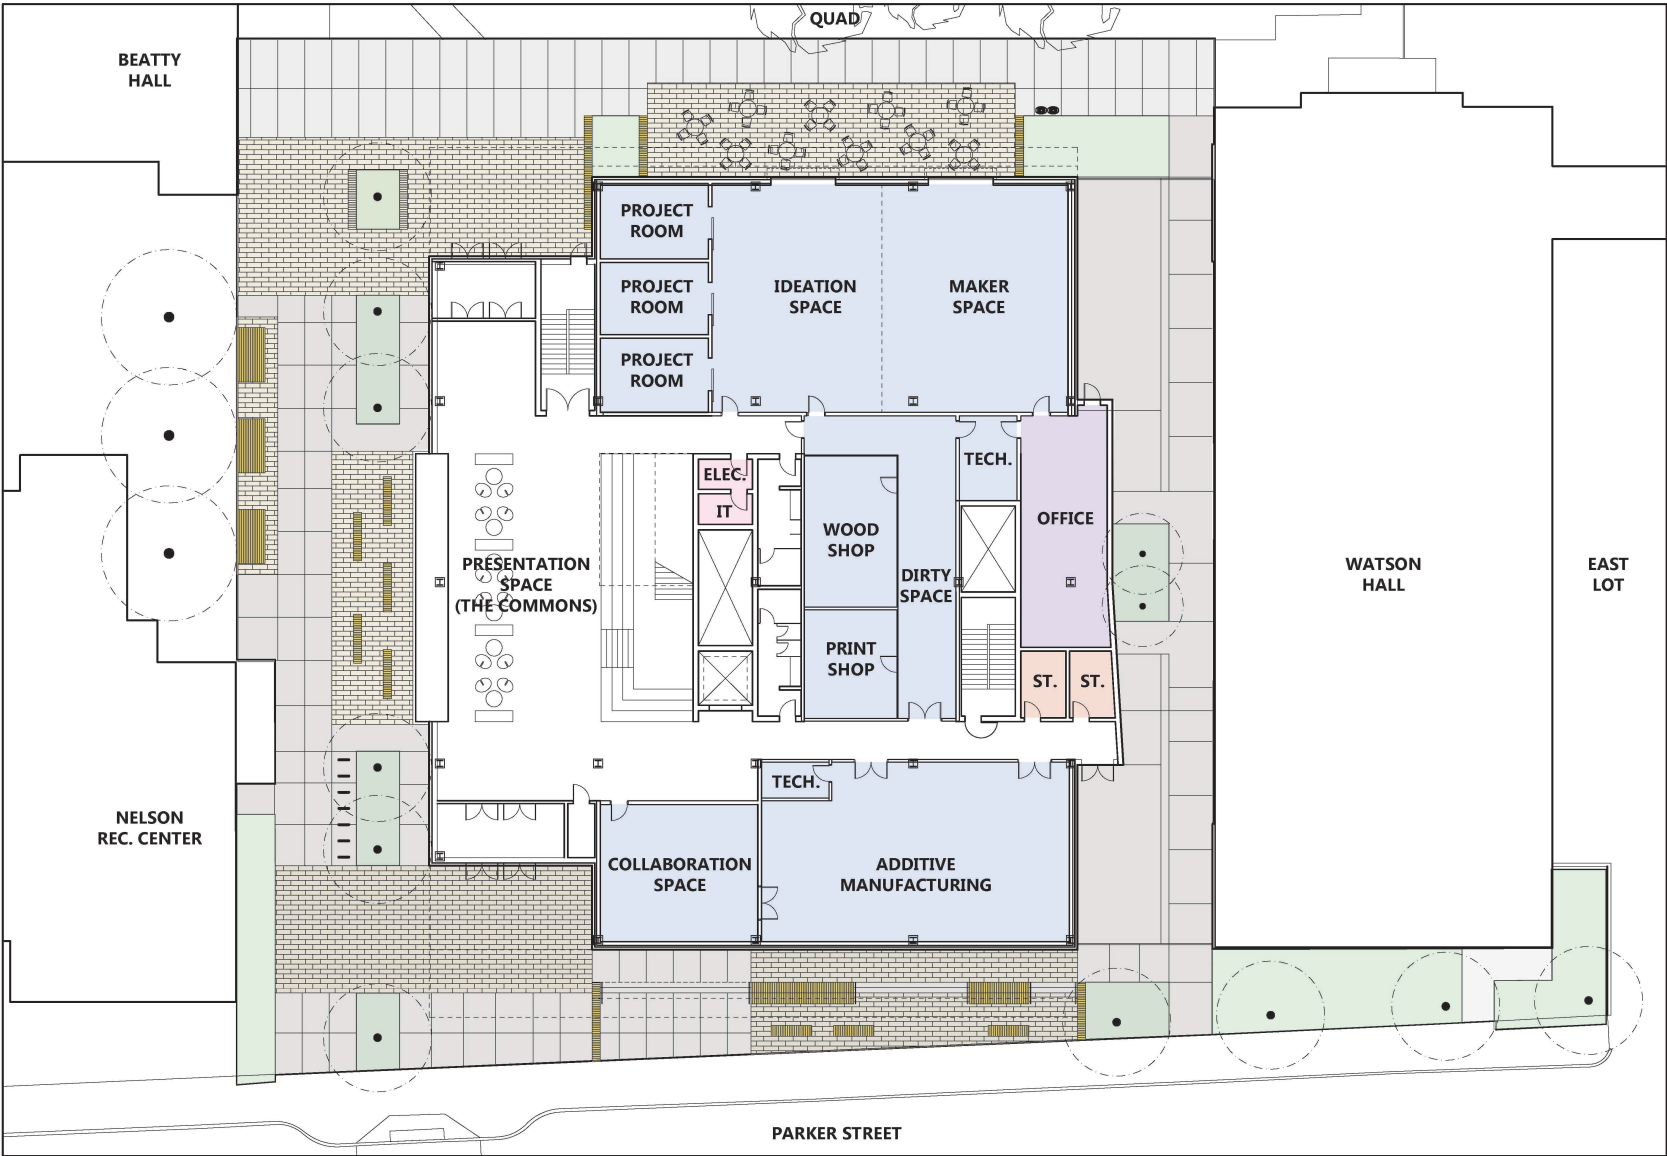 QUAD
BEATTY
HALL
PROJECT
ROOM
PROJECT
ROOM
IDEATION
SPACE
MAKER
SPACE
PROJECT
ROOM
TECH.
ELEC.
IT
OFFICE
WOOD
SHOP
PRESENTATION
SPACE
(THE COMMONS)
DIRTY
SPACE
WATSON
HALL
EAST
LOT
PRINT
SHOP
ST.
ST.
TECH.
NELSON
REC. CENTER
COLLABORATION
SPACE
ADDITIVE
MANUFACTURING
PARKER STREET